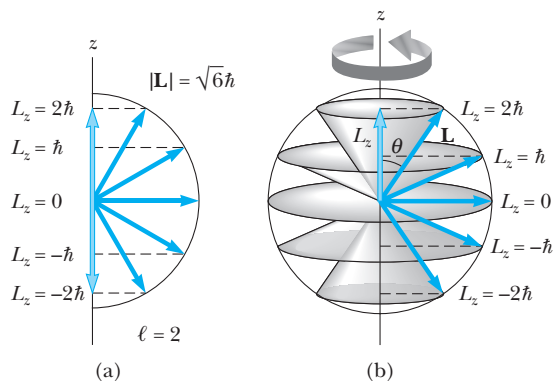 z
|L| = √6ħ
L_z = 2ħ
L_z = ħ
L_z = 0
L_z = −ħ
L_z = −2ħ
ℓ = 2
(a)
z
L_z = 2ħ
L_z
θ
L
L_z = ħ
L_z = 0
L_z = −ħ
L_z = −2ħ
(b)